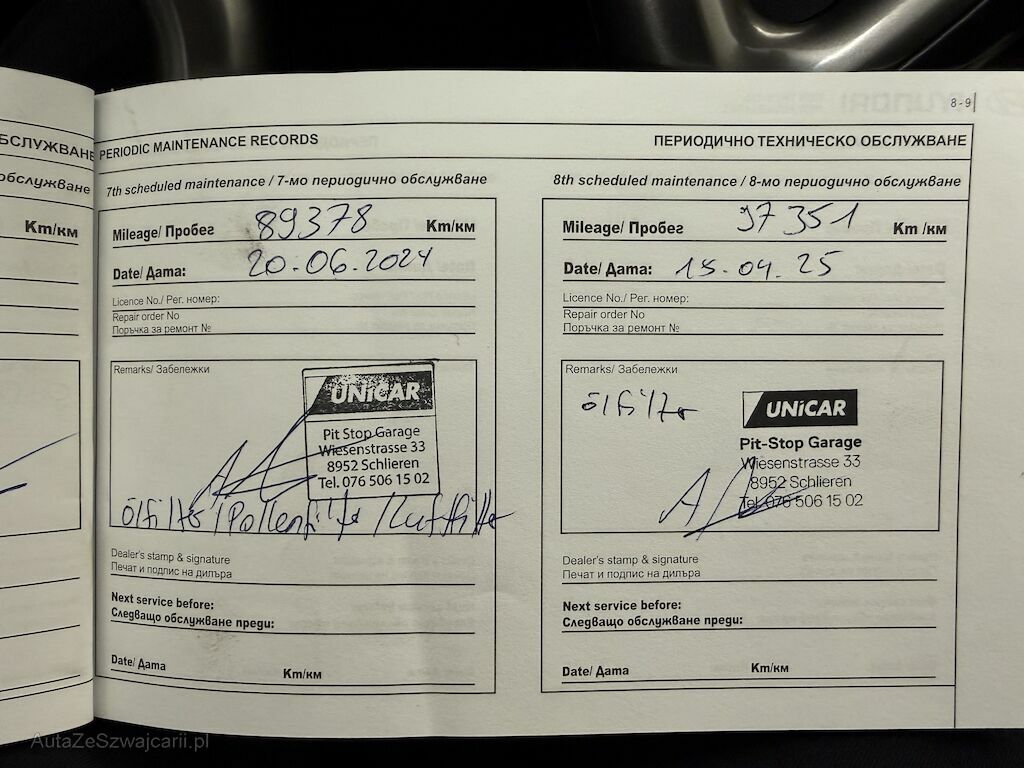 8-9
БСЛУЖВАНЕ
обслужване
Km/км
PERIODIC MAINTENANCE RECORDS
ПЕРИОДИЧНО ТЕХНИЧЕСКО ОБСЛУЖВАНЕ
7th scheduled maintenance / 7-мо периодично обслужване
Mileage/ Пробег 89378 Km/км
Date/ Дата: 20.06.2024
Licence No./ Рег. номер:
Repair order No
Поръчка за ремонт №
Remarks/ Забележки
UNiCAR
Pit Stop Garage
Wiesenstrasse 33
8952 Schlieren
Tel. 076 506 15 02
Ölfilter / Pollenfilter / Luftfilter
Dealer's stamp & signature
Печат и подпис на дилъра
Next service before:
Следващо обслужване преди:
Date/ Дата Km/км
8th scheduled maintenance / 8-мо периодично обслужване
Mileage/ Пробег 97351 Km /км
Date/ Дата: 15.04.25
Licence No./ Рег. номер:
Repair order No
Поръчка за ремонт №
Remarks/ Забележки
Ölfilter
UNiCAR
Pit-Stop Garage
Wiesenstrasse 33
8952 Schlieren
Tel. 076 506 15 02
Dealer's stamp & signature
Печат и подпис на дилъра
Next service before:
Следващо обслужване преди:
Date/ Дата Km/км
AutaZeSzwajcarii.pl